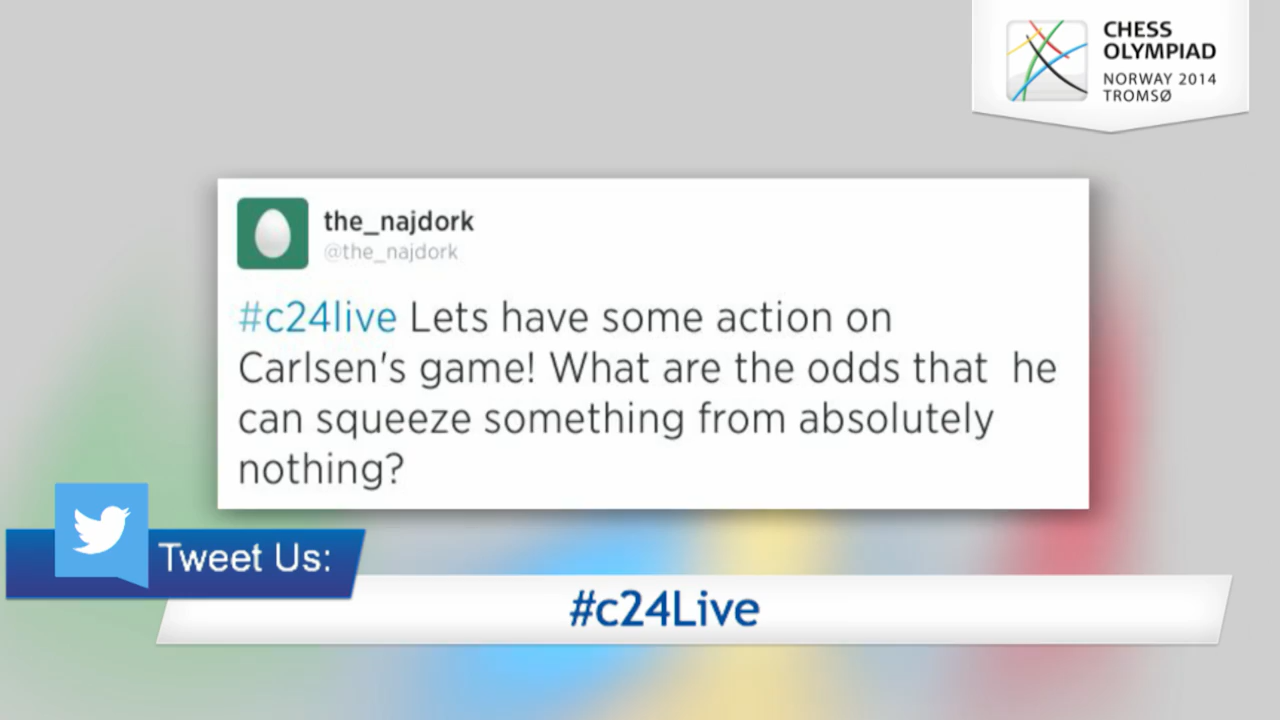 CHESS
OLYMPIAD
NORWAY 2014
TROMSØ
the_najdork
@the_najdork
#c24live Lets have some action on
Carlsen's game! What are the odds that  he
can squeeze something from absolutely
nothing?
Tweet Us:
#c24Live